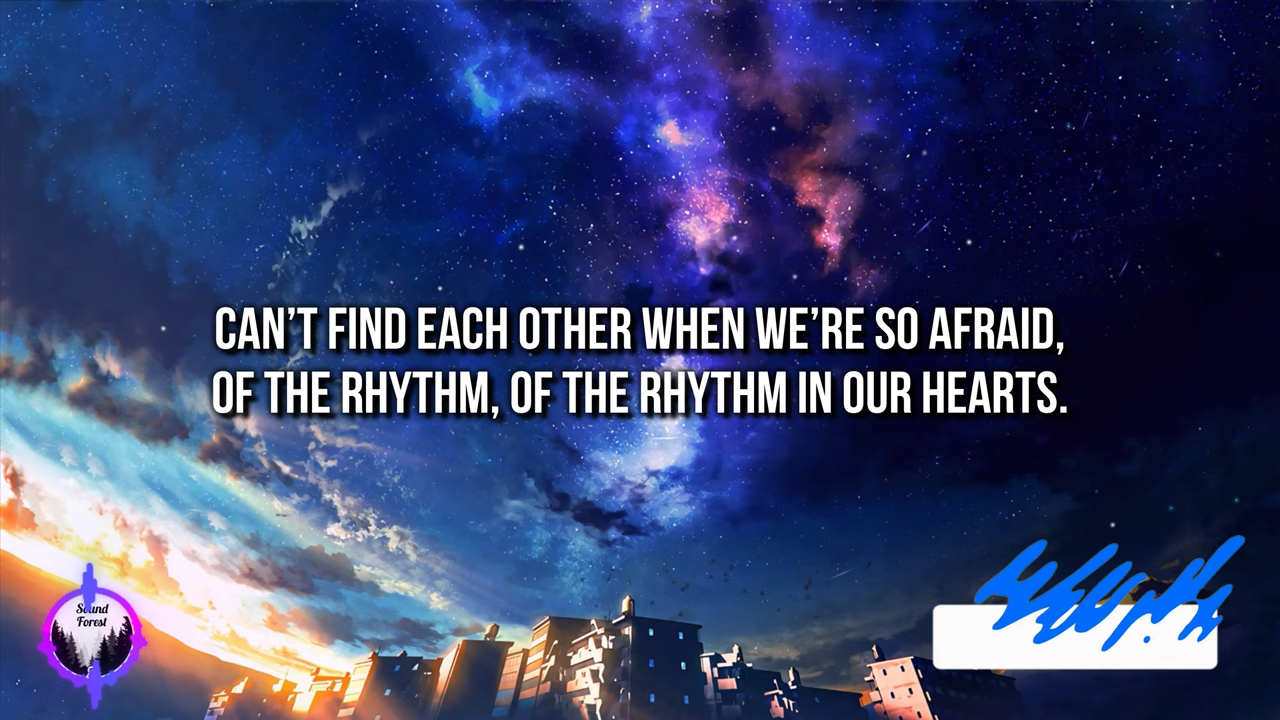 CAN’T FIND EACH OTHER WHEN WE’RE SO AFRAID,
OF THE RHYTHM, OF THE RHYTHM IN OUR HEARTS.
Sound
Forest